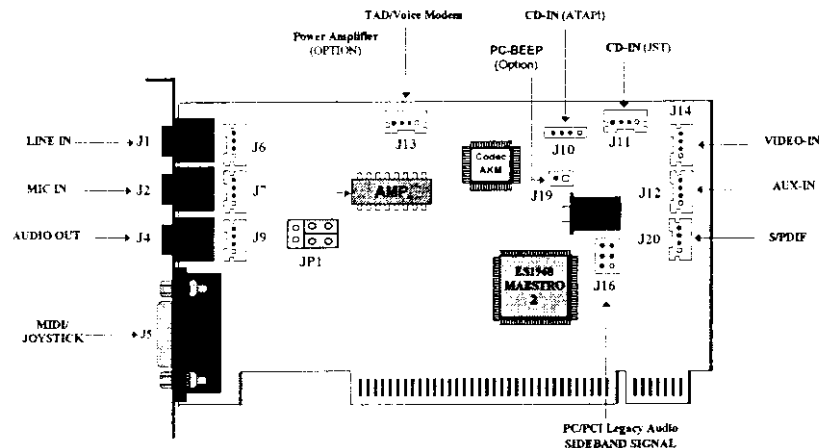 TAD/Voice Modem
CD-IN (ATAPI)
Power Amplifier
(OPTION)
PC-BEEP
(Option)
CD-IN (JST)
J14
LINE IN
J1
J6
J13
J10
J11
VIDEO-IN
Codec
AKM
MIC IN
J2
J7
AMP.
J19
J12
AUX-IN
AUDIO OUT
J4
J9
JP1
J20
S/PDIF
ES1968
MAESTRO
2
J16
MIDI/
JOYSTICK
J5
PC/PCI Legacy Audio
SIDEBAND SIGNAL